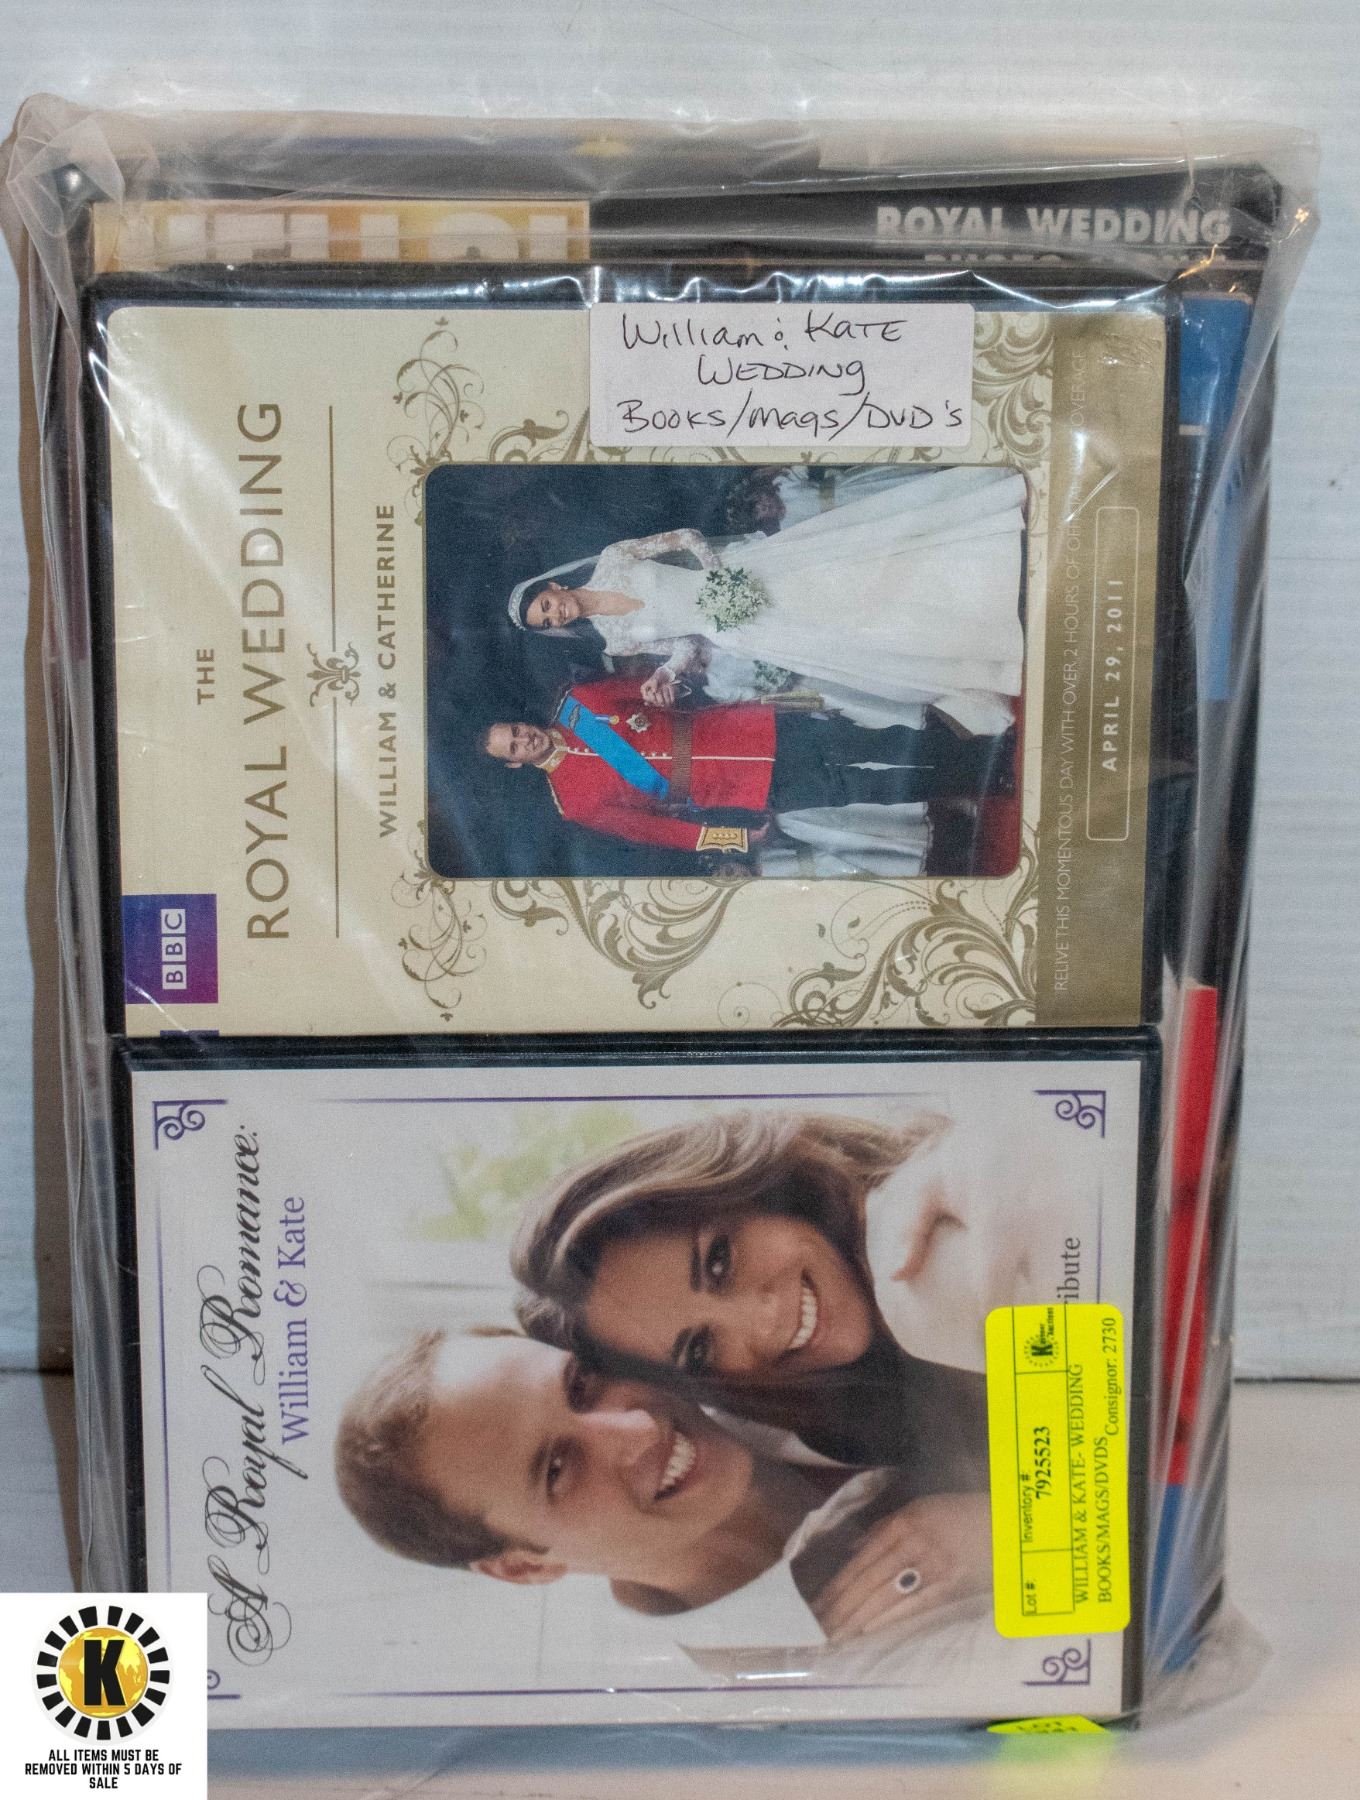 ROYAL WEDDING
William & KATE
WEDDING
BOOKS/mags/DVD's
BBC
THE
ROYAL WEDDING
WILLIAM & CATHERINE
RELIVE THIS MOMENTOUS DAY WITH OVER 2 HOURS OF
APRIL 29, 2011
A Royal Romance:
William & Kate
ribute
Lot #:
Inventory #:
7925523
WILLIAM & KATE- WEDDING
BOOKS/MAGS/DVDS
Consignor: 2730
K
ALL ITEMS MUST BE
REMOVED WITHIN 5 DAYS OF
SALE